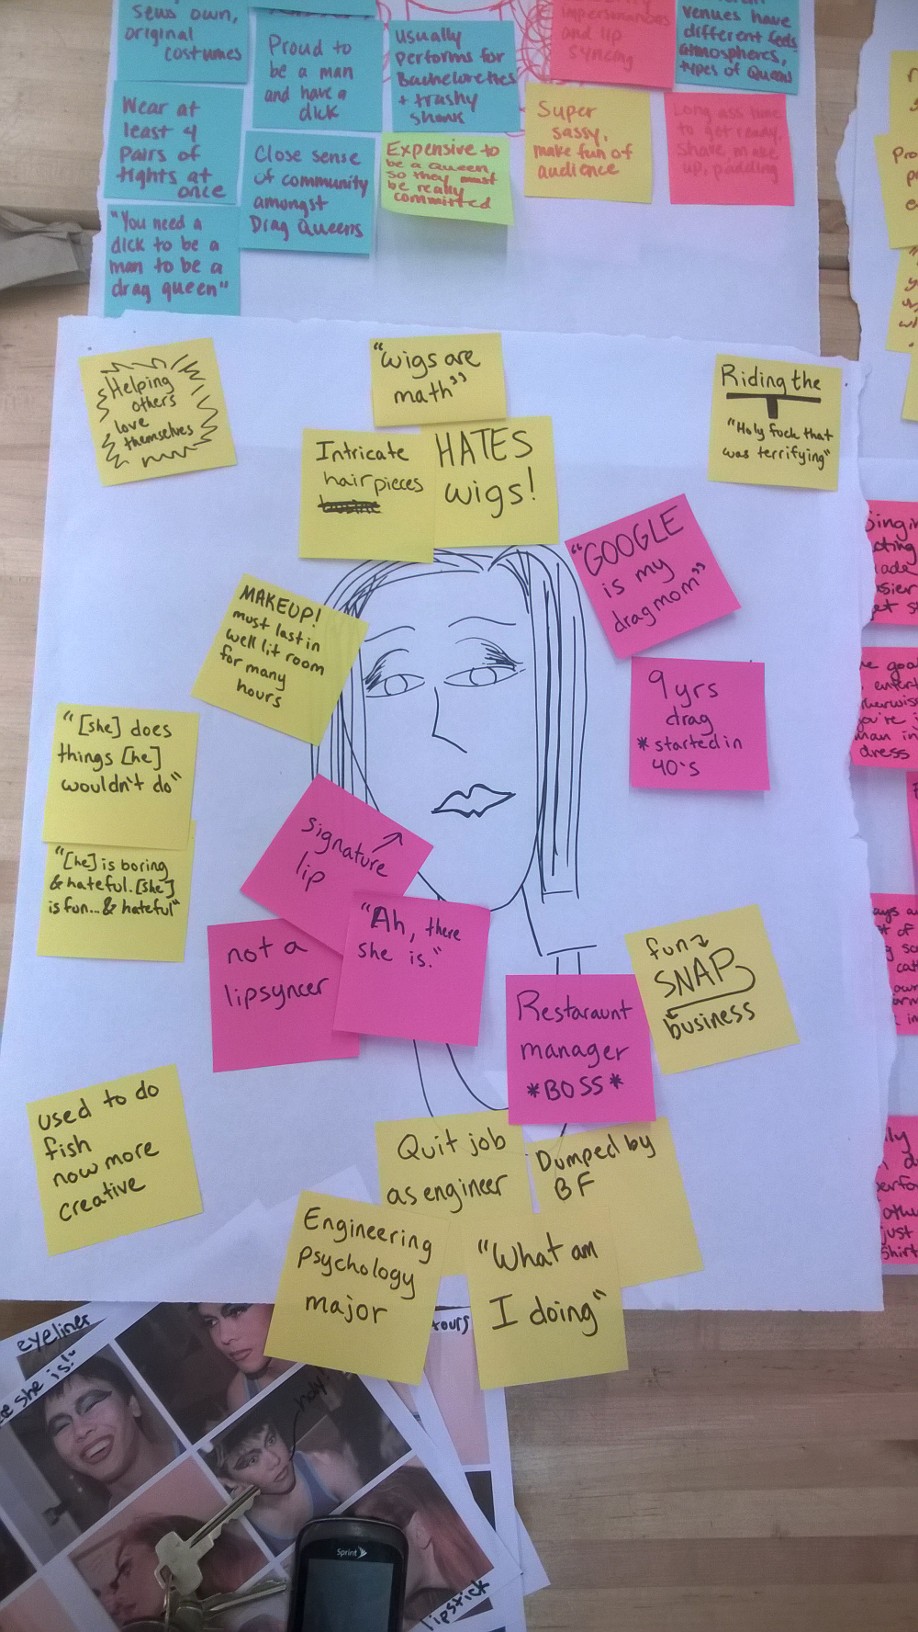 sews own,
original
costumes
Proud to
be a man
and have a
dick
usually
performs for
Bachelorettes
+ trashy
shows
and lip
syncing
venues have
different feels
atmospheres,
types of Queens
Wear at
least 4
pairs of
tights at
once
Close sense
of community
amongst
Drag Queens
Expensive to
be a queen
so they must
be really
committed
Super
sassy,
make fun of
audience
Long ass time
to get ready,
shave make
up, padding
"You need a
dick to be a
man to be a
drag queen"
Helping
others
love
themselves
"wigs are
math"
Riding the
T
"Holy fuck that
was terrifying"
Intricate
hair pieces
HATES
wigs!
"GOOGLE
is my
dragmom"
MAKEUP!
must last in
well lit room
for many
hours
9 yrs
drag
*started in
40's
"[she] does
things [he]
wouldn't do"
"[he] is boring
& hateful. [she]
is fun... & hateful"
signature
lip
"Ah, there
she is."
not a
lipsyncer
Restaraunt
manager
*BOSS*
fun
SNAP
business
used to do
fish
now more
creative
Quit job
as engineer
Dumped by
BF
Engineering
psychology
major
"What am
I doing"
eyeliner
she is!"
tours
lipstick
Sprint
dress